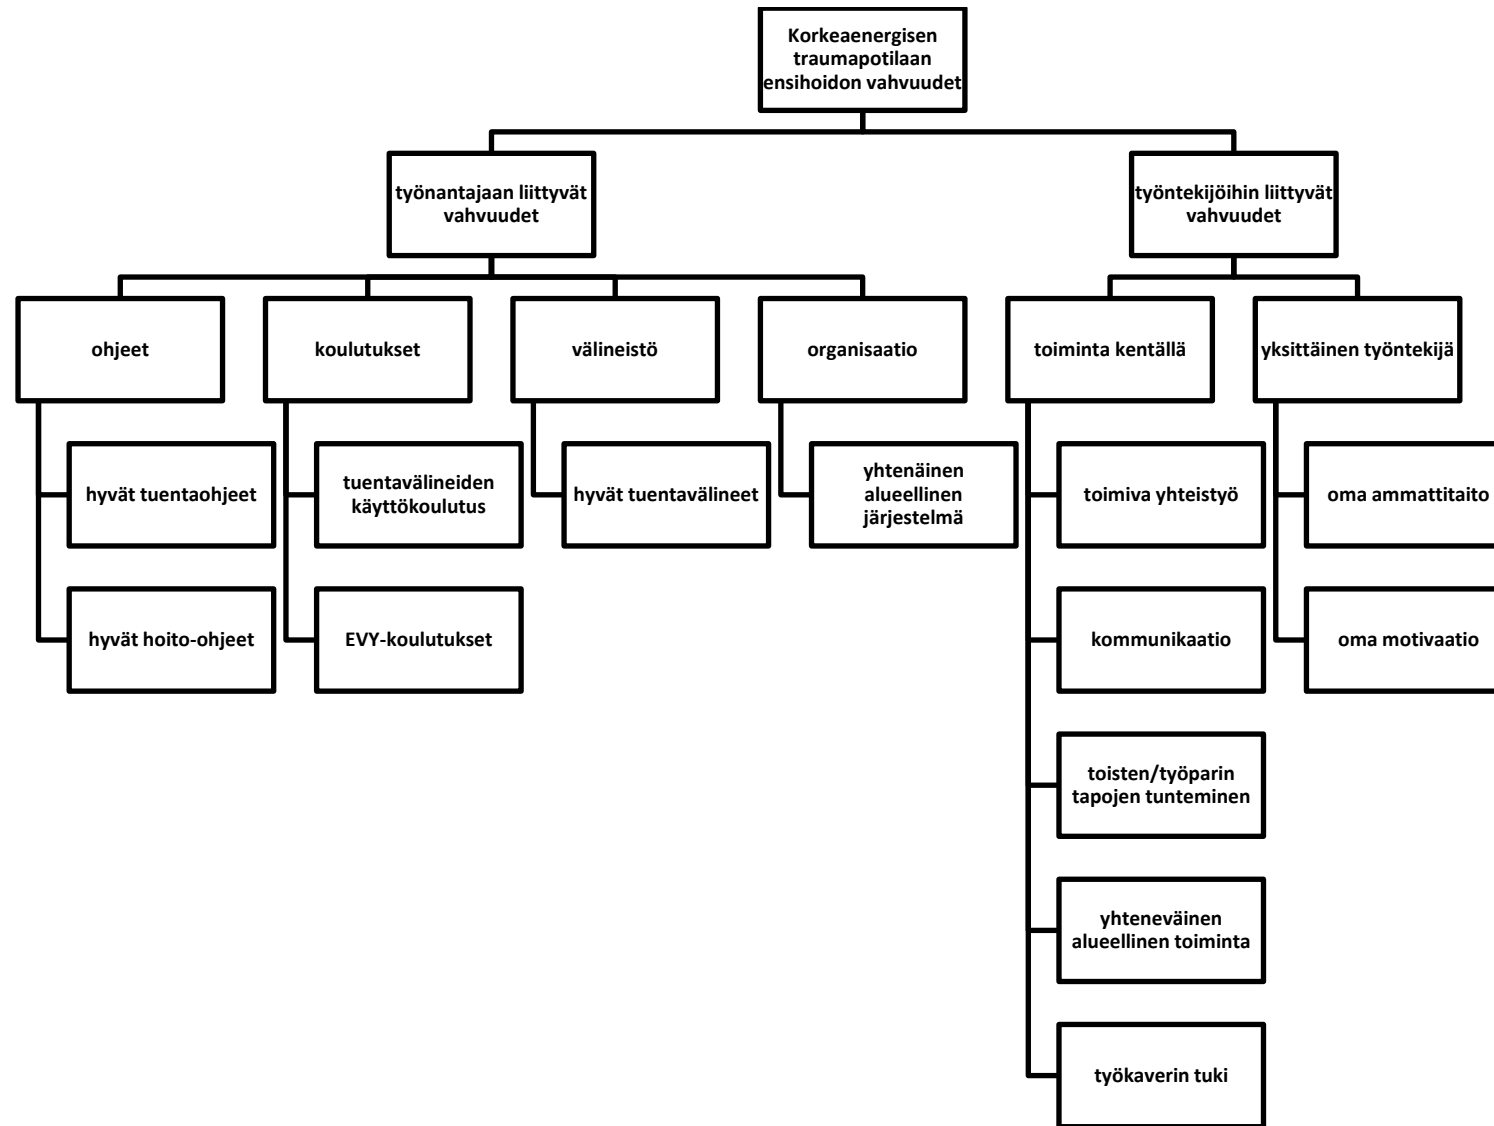 Korkeaenergisen
traumapotilaan
ensihoidon vahvuudet
työnantajaan liittyvät
vahvuudet
työntekijöihin liittyvät
vahvuudet
ohjeet
koulutukset
välineistö
organisaatio
toiminta kentällä
yksittäinen työntekijä
hyvät tuentaohjeet
tuentavälineiden
käyttökoulutus
hyvät tuentavälineet
yhtenäinen
alueellinen
järjestelmä
toimiva yhteistyö
oma ammattitaito
hyvät hoito-ohjeet
EVY-koulutukset
kommunikaatio
oma motivaatio
toisten/työparin
tapojen tunteminen
yhteneväinen
alueellinen toiminta
työkaverin tuki